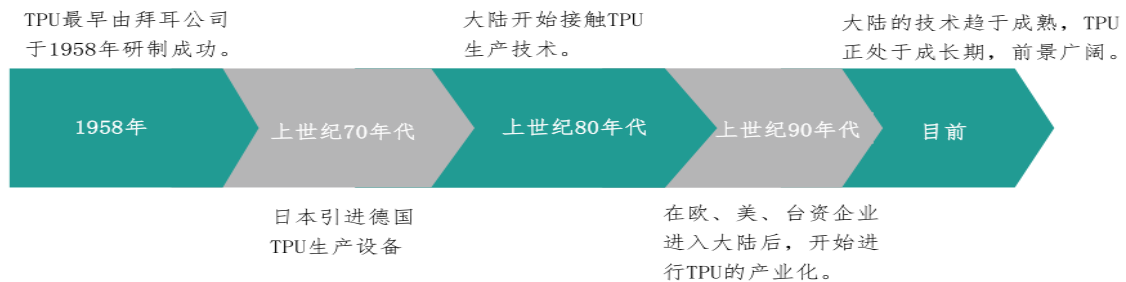 TPU最早由拜耳公司
于1958年研制成功。
大陆开始接触TPU
生产技术。
大陆的技术趋于成熟，TPU
正处于成长期，前景广阔。
1958年
上世纪70年代
上世纪80年代
上世纪90年代
目前
日本引进德国
TPU生产设备
在欧、美、台资企业
进入大陆后，开始进
行TPU的产业化。